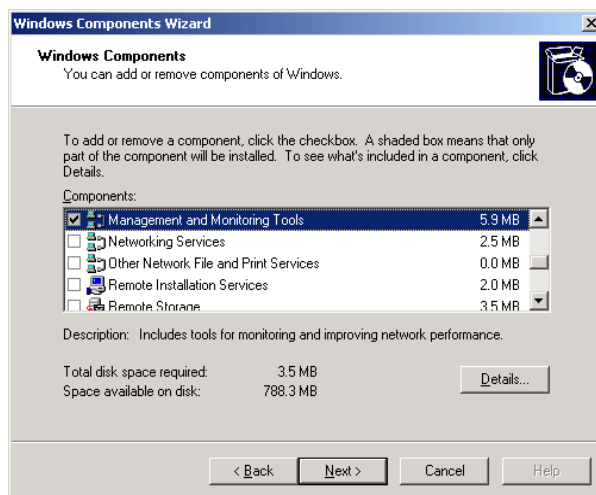 Windows Components Wizard
Windows Components
You can add or remove components of Windows.
To add or remove a component, click the checkbox. A shaded box means that only
part of the component will be installed. To see what's included in a component, click
Details.
Components:
Management and Monitoring Tools 5.9 MB
Networking Services 2.5 MB
Other Network File and Print Services 0.0 MB
Remote Installation Services 2.0 MB
Remote Storage 3.5 MB
Description: Includes tools for monitoring and improving network performance.
Total disk space required: 3.5 MB
Space available on disk: 788.3 MB
Details...
< Back
Next >
Cancel
Help